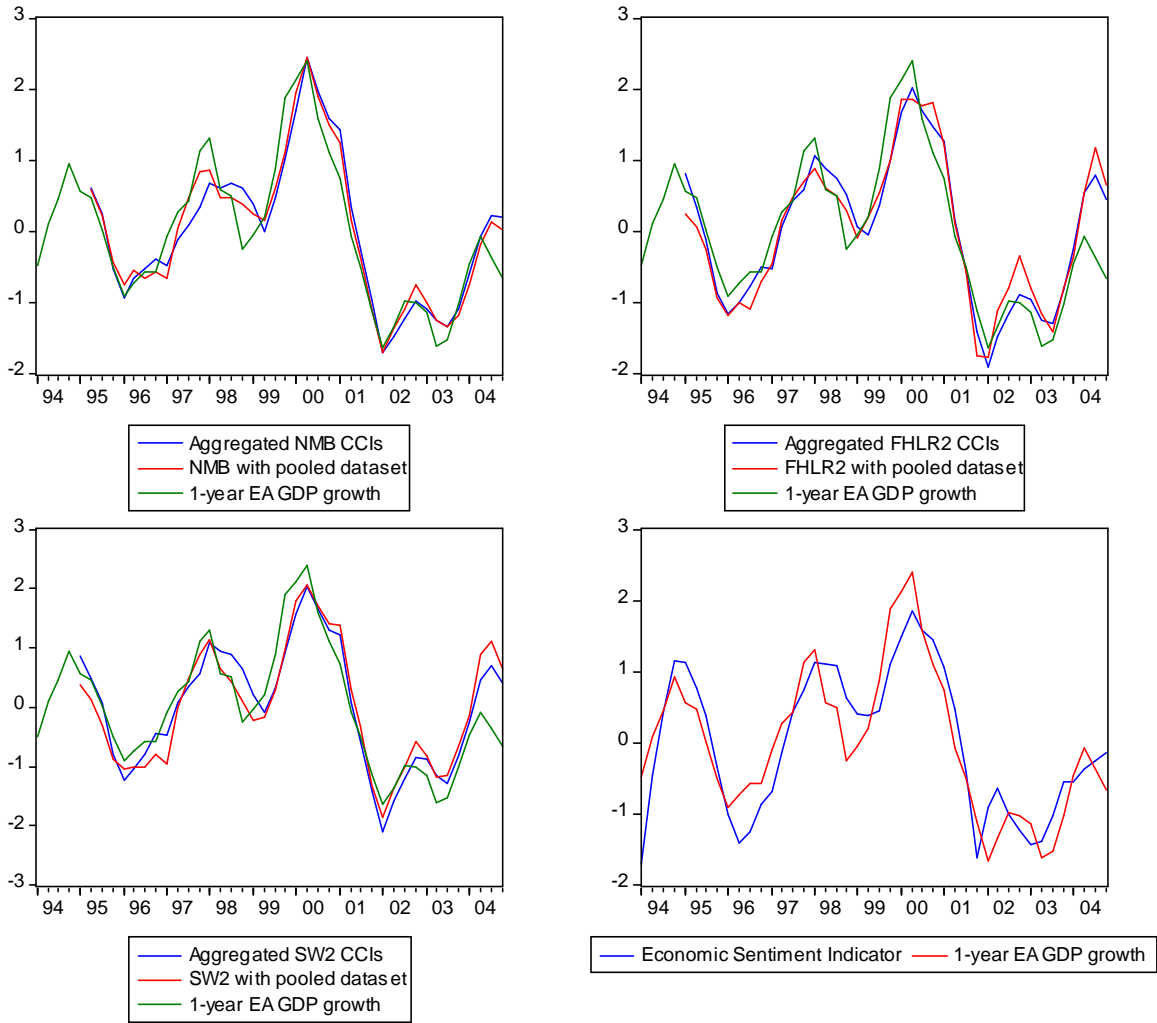 3
2
1
0
-1
-2
94 95 96 97 98 99 00 01 02 03 04
Aggregated NMB CCIs
NMB with pooled dataset
1-year EA GDP growth
3
2
1
0
-1
-2
94 95 96 97 98 99 00 01 02 03 04
Aggregated FHLR2 CCIs
FHLR2 with pooled dataset
1-year EA GDP growth
3
2
1
0
-1
-2
-3
94 95 96 97 98 99 00 01 02 03 04
Aggregated SW2 CCIs
SW2 with pooled dataset
1-year EA GDP growth
3
2
1
0
-1
-2
94 95 96 97 98 99 00 01 02 03 04
Economic Sentiment Indicator 1-year EA GDP growth